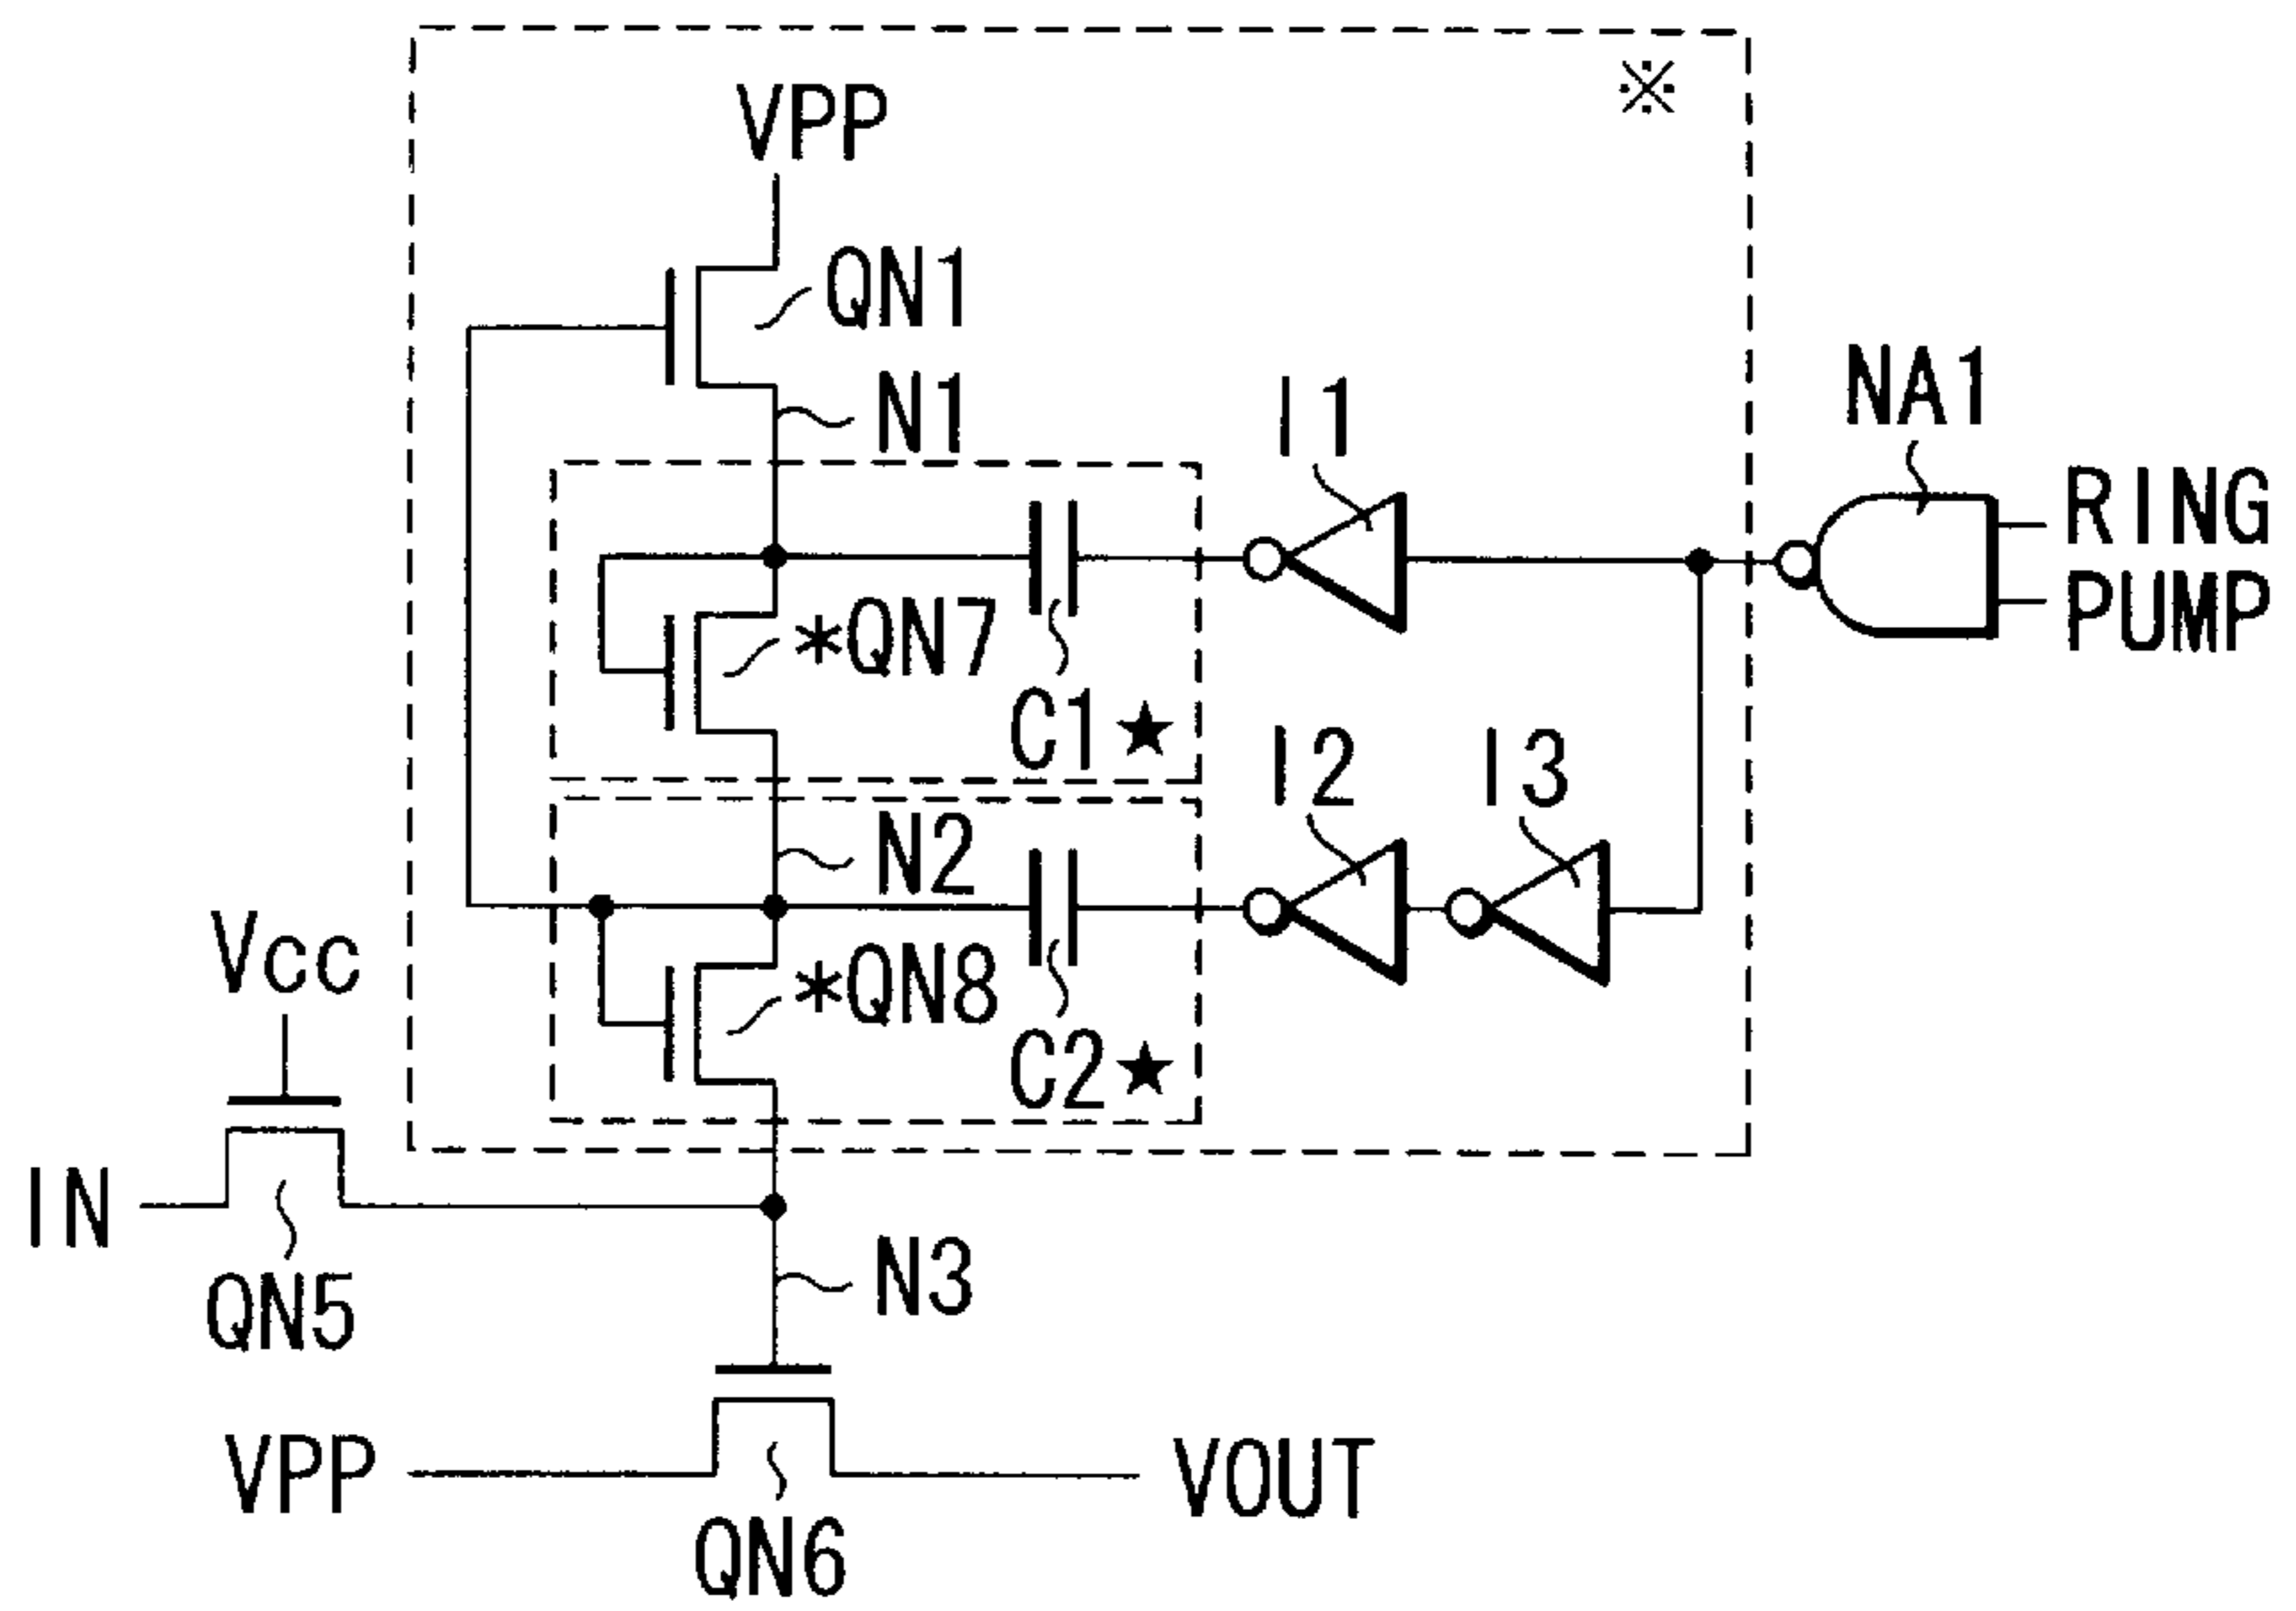 ※
VPP
QN1
N1
I1
NA1
RING
PUMP
*QN7
C1★
I2
I3
N2
Vcc
*QN8
C2★
IN
QN5
N3
VPP
VOUT
QN6